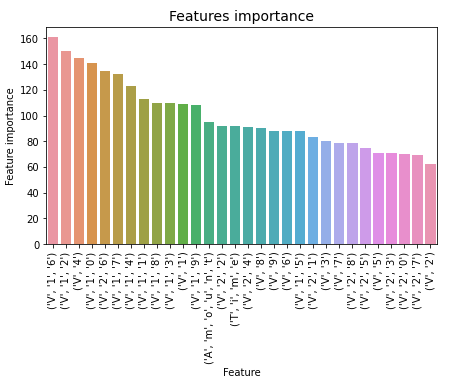 Features importance
Feature importance
160
140
120
100
80
60
40
20
0
('V', '1', '6')
('V', '1', '2')
('V', '4')
('V', '1', '0')
('V', '2', '6')
('V', '1', '7')
('V', '1', '4')
('V', '1', '1')
('V', '1', '8')
('V', '1', '3')
('V', '1')
('V', '1', '9')
('A', 'm', 'o', 'u', 'n', 't')
('V', '2', '2')
('T', 'i', 'm', 'e')
('V', '2', '4')
('V', '8')
('V', '9')
('V', '6')
('V', '1', '5')
('V', '2', '1')
('V', '3')
('V', '7')
('V', '2', '8')
('V', '2', '5')
('V', '5')
('V', '2', '3')
('V', '2', '0')
('V', '2', '7')
('V', '2')
Feature